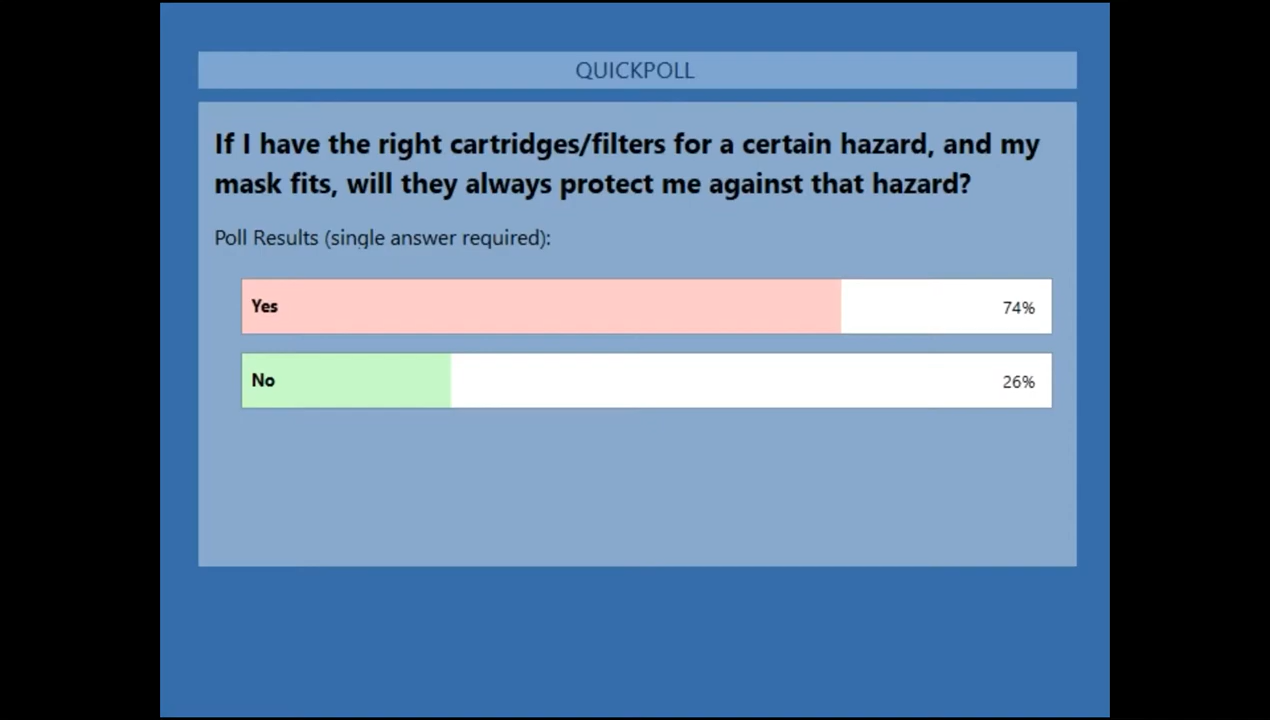 QUICKPOLL
If I have the right cartridges/filters for a certain hazard, and my
mask fits, will they always protect me against that hazard?
Poll Results (single answer required):
Yes 74%
No 26%